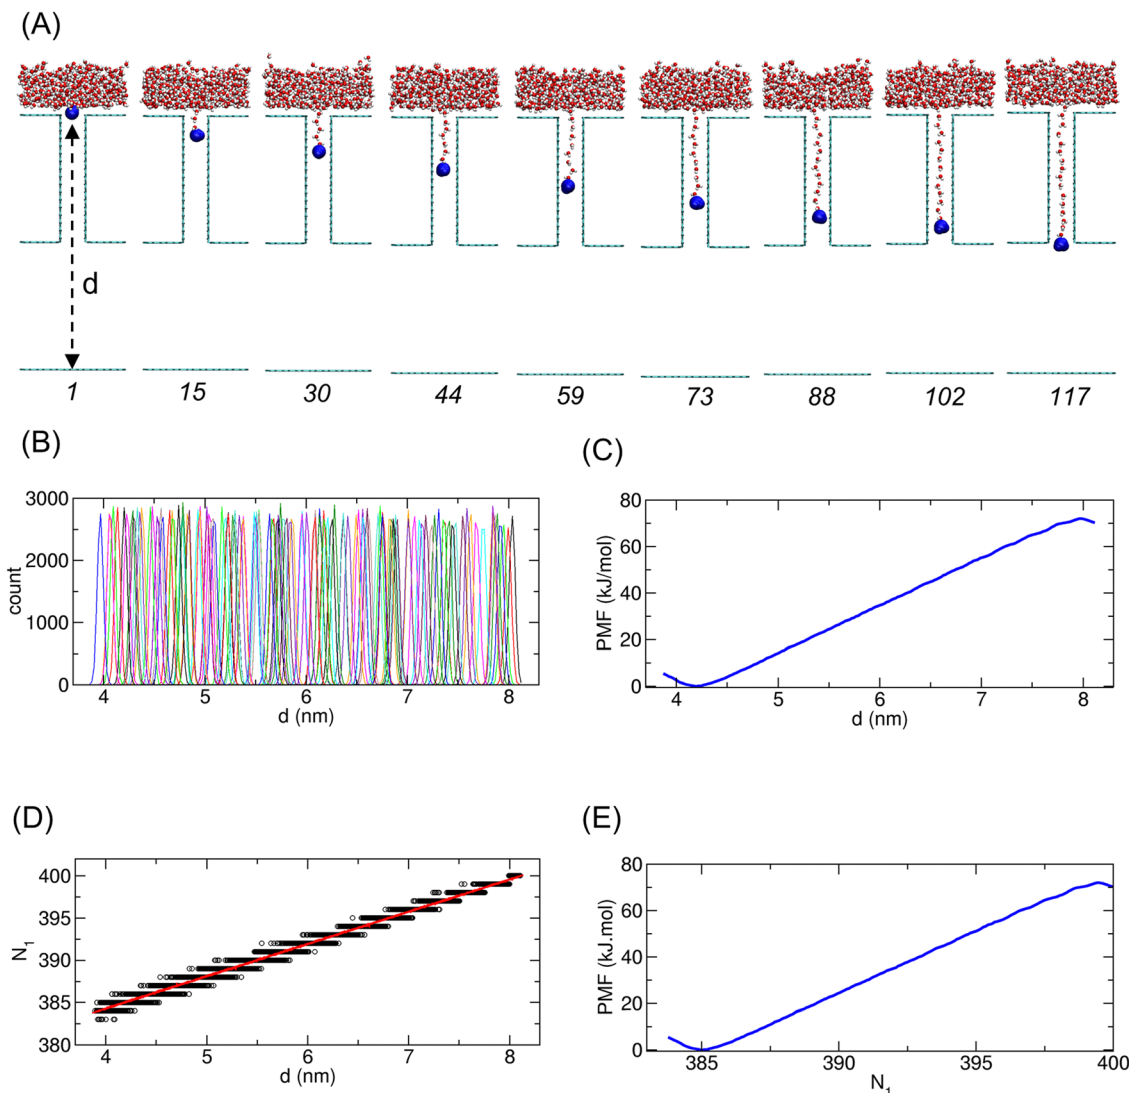 (A)
d
1 15 30 44 59 73 88 102 117
(B)
3000
2000
1000
0
count
4 5 6 7 8
d (nm)
(C)
80
60
40
20
0
PMF (kJ/mol)
4 5 6 7 8
d (nm)
(D)
400
395
390
385
380
N1
4 5 6 7 8
d (nm)
(E)
80
60
40
20
0
PMF (kJ.mol)
385 390 395 400
N1